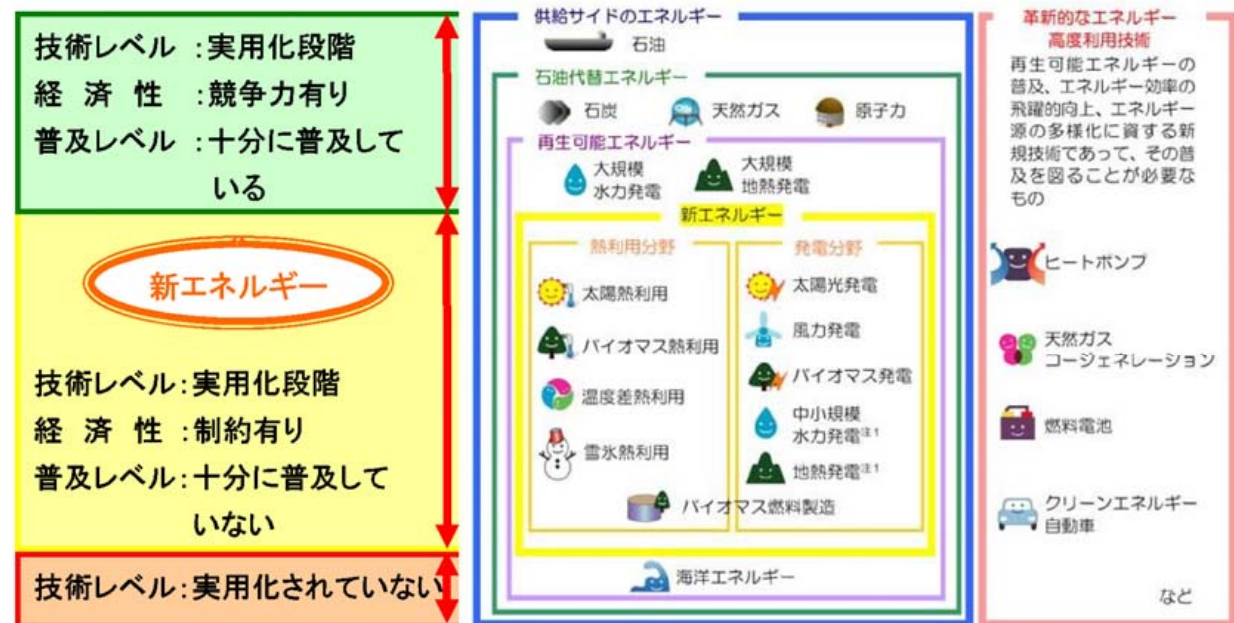 技術レベル：実用化段階
経 済 性 ：競争力有り
普及レベル：十分に普及して
いる
新エネルギー
技術レベル：実用化段階
経 済 性 ：制約有り
普及レベル：十分に普及して
いない
技術レベル：実用化されていない
供給サイドのエネルギー
石油
石油代替エネルギー
石炭
天然ガス
原子力
再生可能エネルギー
大規模
水力発電
大規模
地熱発電
新エネルギー
熱利用分野
太陽熱利用
バイオマス熱利用
温度差熱利用
雪氷熱利用
発電分野
太陽光発電
風力発電
バイオマス発電
中小規模
水力発電注1
地熱発電注1
バイオマス燃料製造
海洋エネルギー
革新的なエネルギー
高度利用技術
再生可能エネルギーの
普及、エネルギー効率の
飛躍的向上、エネルギー
源の多様化に資する新
規技術であって、その普
及を図ることが必要な
もの
ヒートポンプ
天然ガス
コージェネレーション
燃料電池
クリーンエネルギー
自動車
など